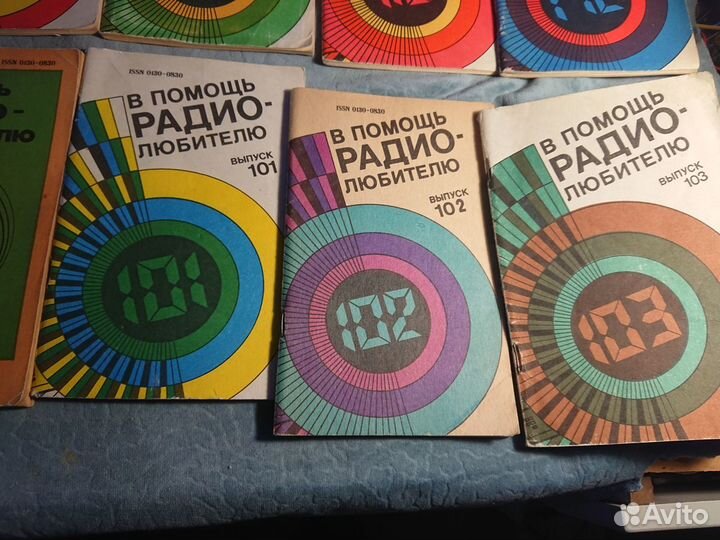 ISSN 0130-0830
Ь
О-
ЛЮ
ISSN 0130-0830
В ПОМОЩЬ
РАДИО-
ЛЮБИТЕЛЮ
ВЫПУСК
101
101
ISSN 0130-0830
В ПОМОЩЬ
РАДИО-
ЛЮБИТЕЛЮ
ВЫПУСК
102
102
В ПОМОЩЬ
РАДИО-
ЛЮБИТЕЛЮ
ВЫПУСК
103
103
Avito